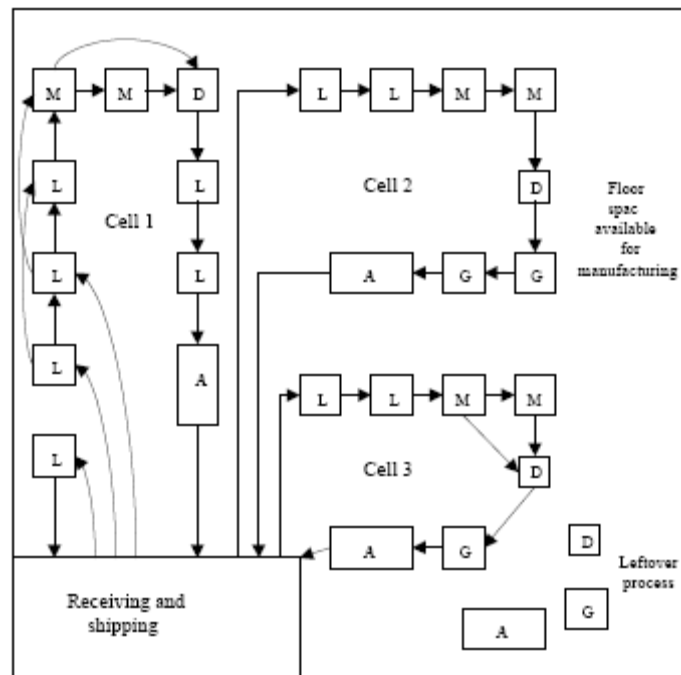 M M D
L L
L L
L A
L
Cell 1
L L M M
D
A G G
Cell 2
Floor
spac
available
for
manufacturing
L L M M
D
A G
Cell 3
D
G
A
Leftover
process
Receiving and
shipping